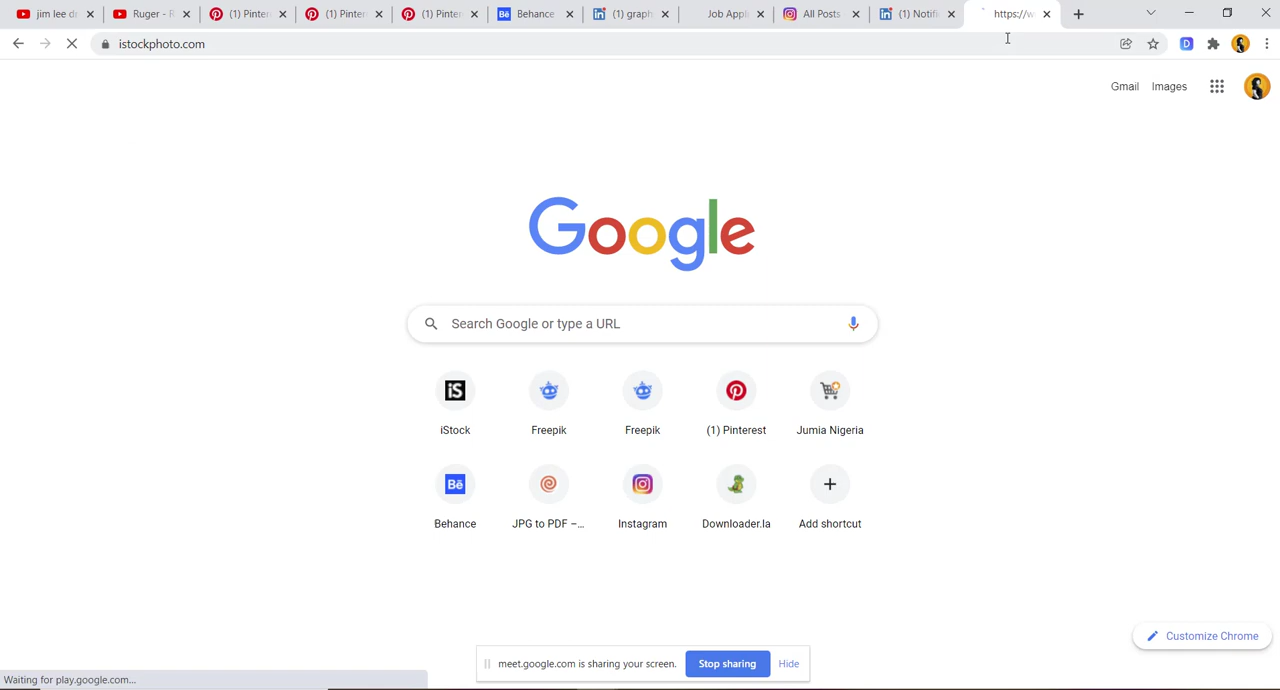 jim lee dr
Ruger - R
(1) Pinter
(1) Pinter
(1) Pinter
Behance
(1) graph
Job Appl
All Posts
(1) Notifi
https://w
istockphoto.com
D
Gmail
Images
Google
Search Google or type a URL
iS
iStock
Freepik
Freepik
(1) Pinterest
Jumia Nigeria
Bē
Behance
JPG to PDF –...
Instagram
Downloader.la
Add shortcut
Customize Chrome
meet.google.com is sharing your screen.
Stop sharing
Hide
Waiting for play.google.com...